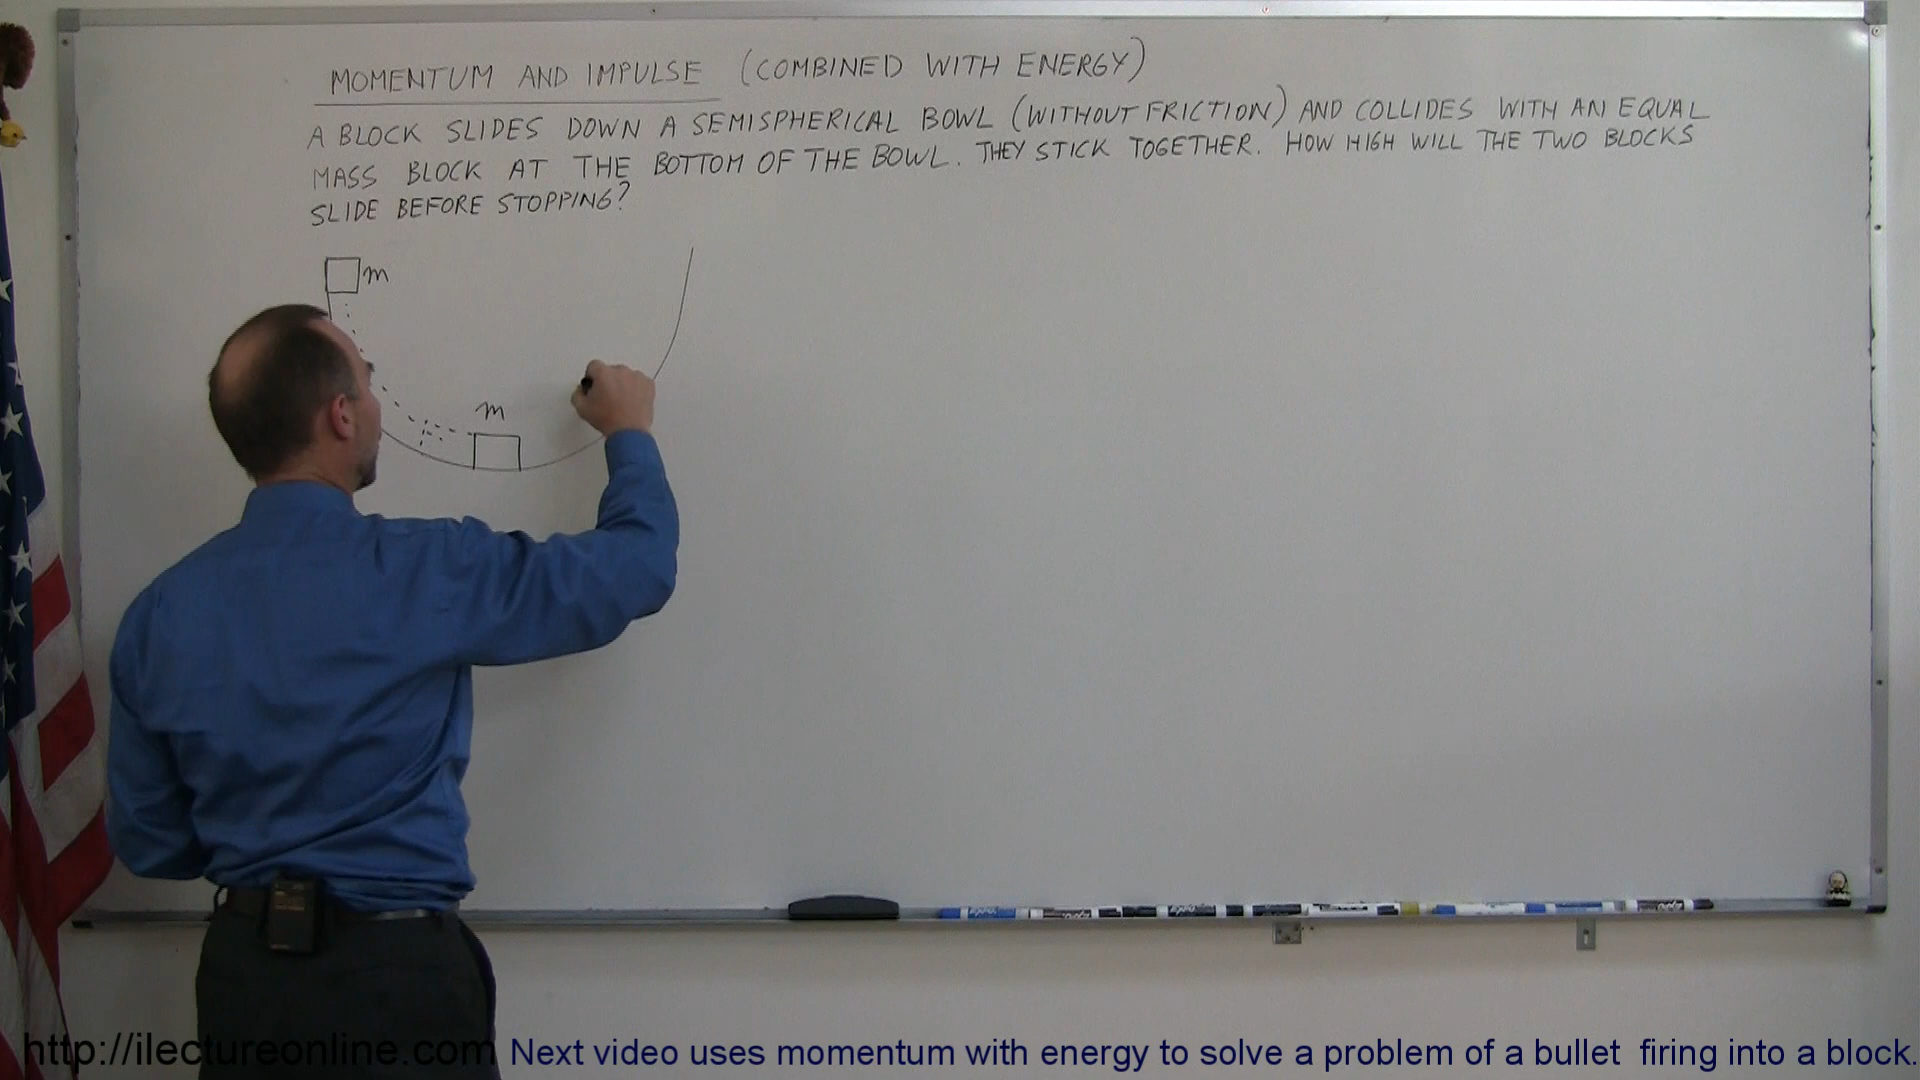 MOMENTUM AND IMPULSE (COMBINED WITH ENERGY)
A BLOCK SLIDES DOWN A SEMISPHERICAL BOWL (WITHOUT FRICTION) AND COLLIDES WITH AN EQUAL
MASS BLOCK AT THE BOTTOM OF THE BOWL. THEY STICK TOGETHER. HOW HIGH WILL THE TWO BLOCKS
SLIDE BEFORE STOPPING?
m
m
http://ilectureonline.com Next video uses momentum with energy to solve a problem of a bullet firing into a block.